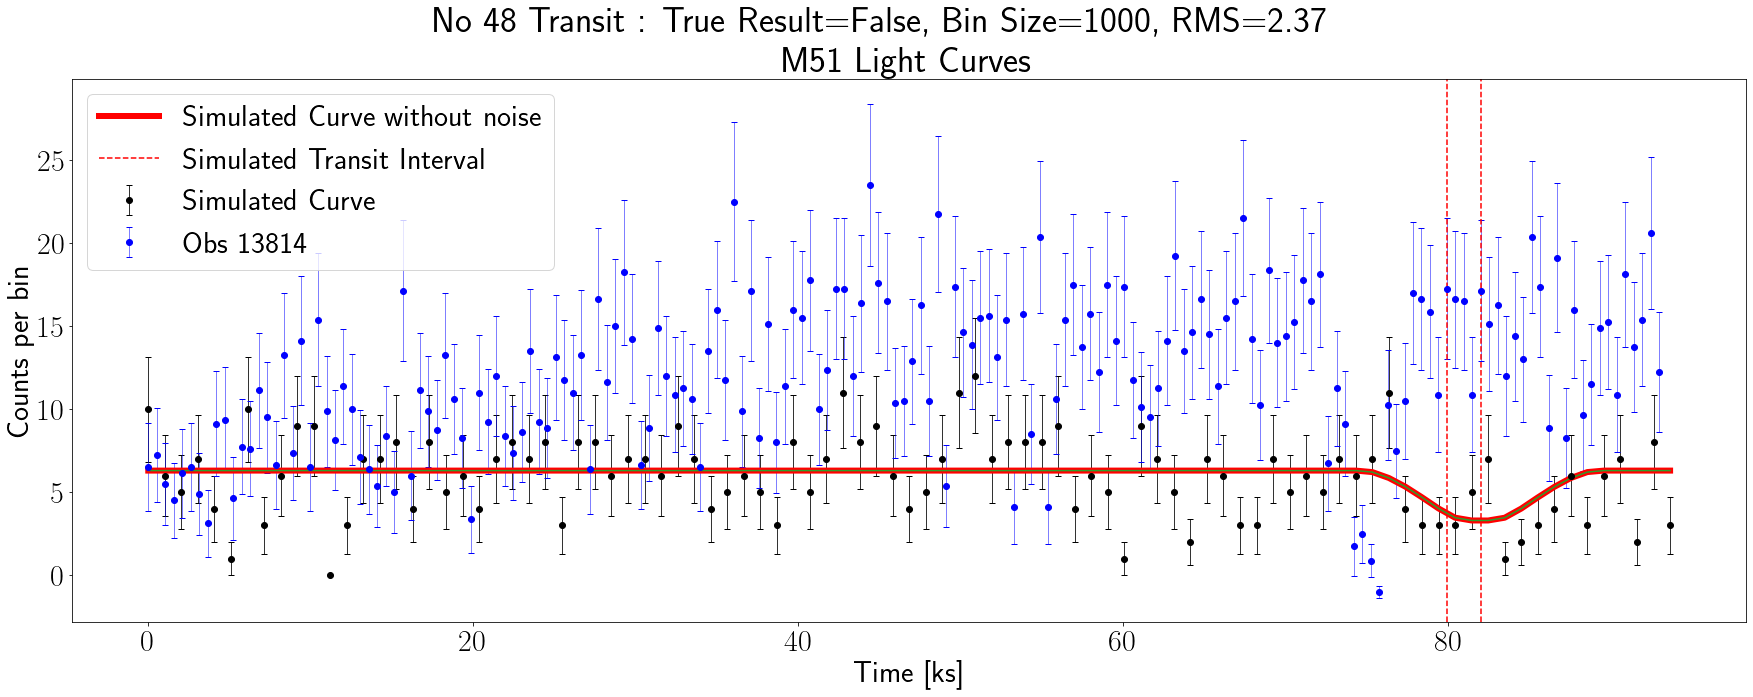 No 48 Transit : True Result=False, Bin Size=1000, RMS=2.37
M51 Light Curves
Simulated Curve without noise
Simulated Transit Interval
Simulated Curve
Obs 13814
Counts per bin
25
20
15
10
5
0
0 20 40 60 80
Time [ks]